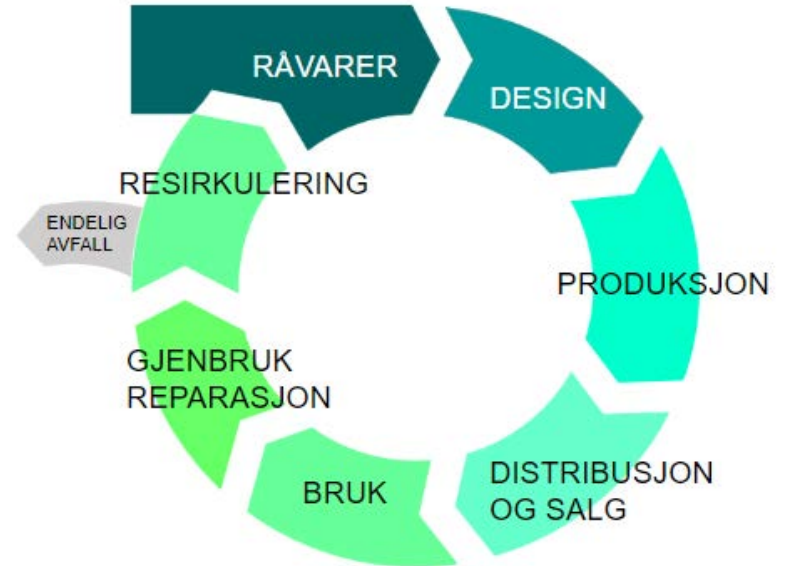 RÅVARER
DESIGN
PRODUKSJON
DISTRIBUSJON
OG SALG
BRUK
GJENBRUK
REPARASJON
RESIRKULERING
ENDELIG
AVFALL